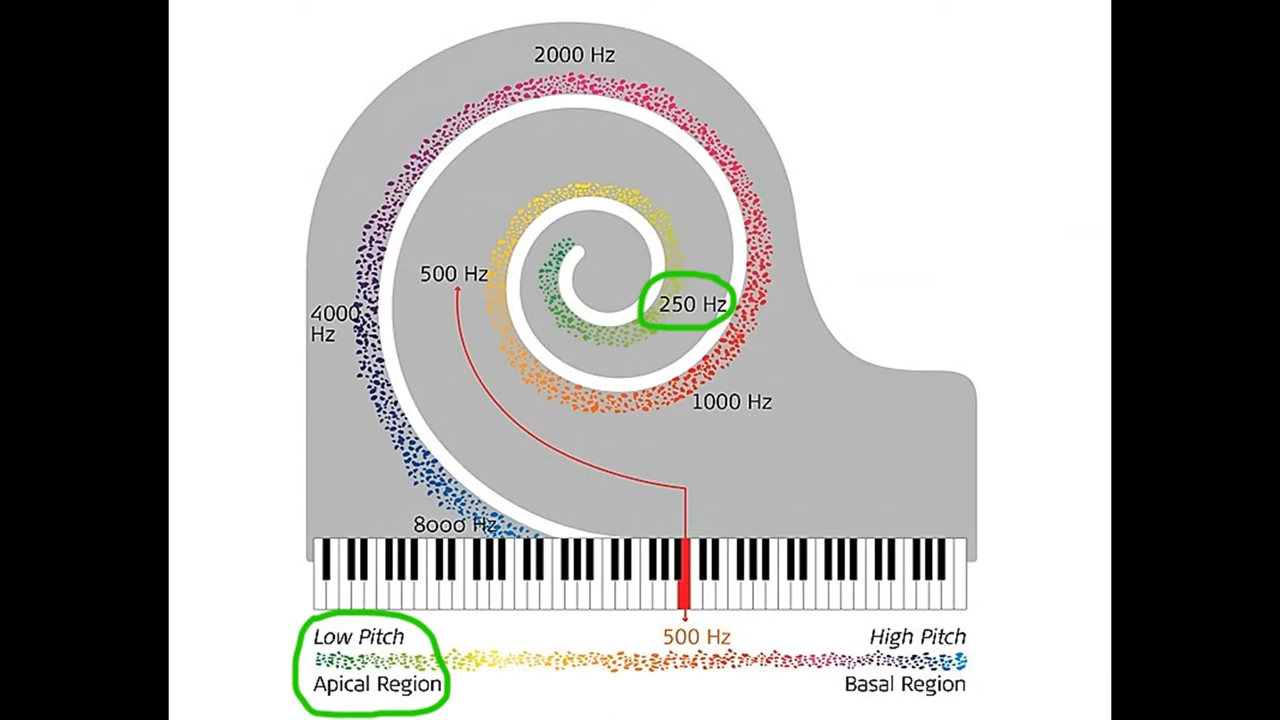 2000 Hz
500 Hz
250 Hz
4000
Hz
1000 Hz
8000 Hz
Low Pitch
500 Hz
High Pitch
Apical Region
Basal Region